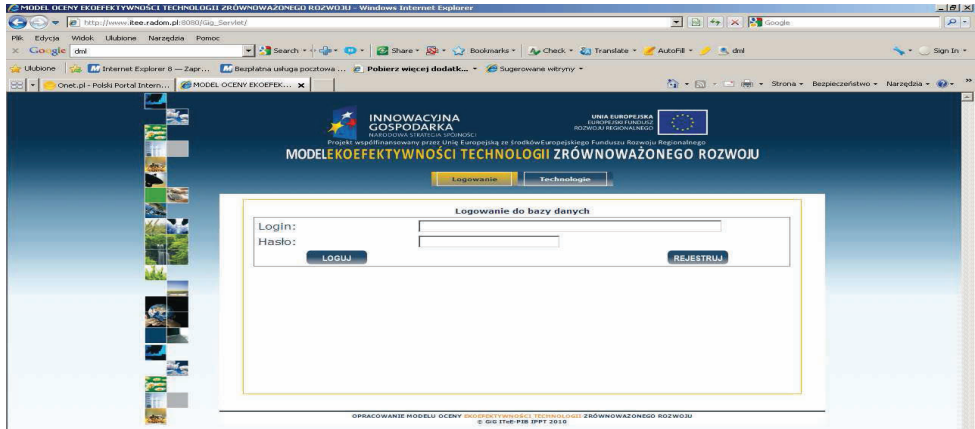 MODEL OCENY EKOEFEKTYWNOŚCI TECHNOLOGII ZRÓWNOWAŻONEGO ROZWOJU - Windows Internet Explorer
http://www.itee.radom.pl:8080/Gig_Servlet/
Google
Plik Edycja Widok Ulubione Narzędzia Pomoc
x Google dml Search Share Bookmarks Check Translate AutoFill dml Sign In
Ulubione Internet Explorer 8 — Zapr... Bezpłatna usługa pocztowa ... Pobierz więcej dodatk... Sugerowane witryny
Onet.pl - Polski Portal Intern... MODEL OCENY EKOEFEK... x Strona Bezpieczeństwo Narzędzia
INNOWACYJNA GOSPODARKA
NARODOWA STRATEGIA SPÓJNOŚCI
UNIA EUROPEJSKA
EUROPEJSKI FUNDUSZ
ROZWOJU REGIONALNEGO
Projekt współfinansowany przez Unię Europejską ze środków Europejskiego Funduszu Rozwoju Regionalnego
MODELEKOEFEKTYWNOŚCI TECHNOLOGII ZRÓWNOWAŻONEGO ROZWOJU
Logowanie Technologie
Logowanie do bazy danych
Login:
Hasło:
LOGUJ REJESTRUJ
OPRACOWANIE MODELU OCENY EKOEFEKTYWNOŚCI TECHNOLOGII ZRÓWNOWAŻONEGO ROZWOJU
© GIG ITeE-PIB IPPT 2010